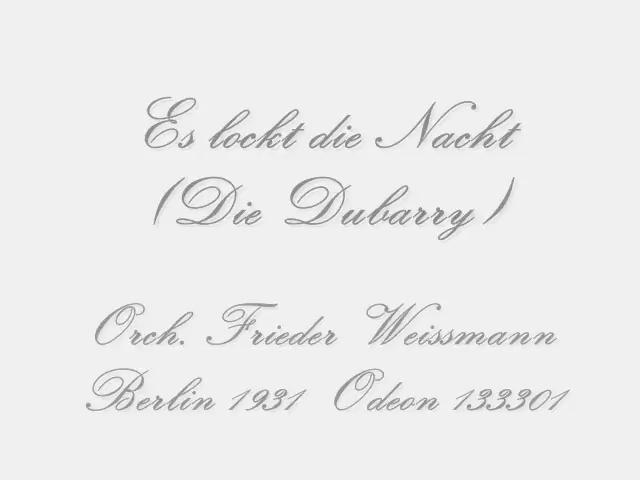 Es lockt die Nacht
(Die Dubarry)
Orch. Frieder Weissmann
Berlin 1931 Odeon 133301